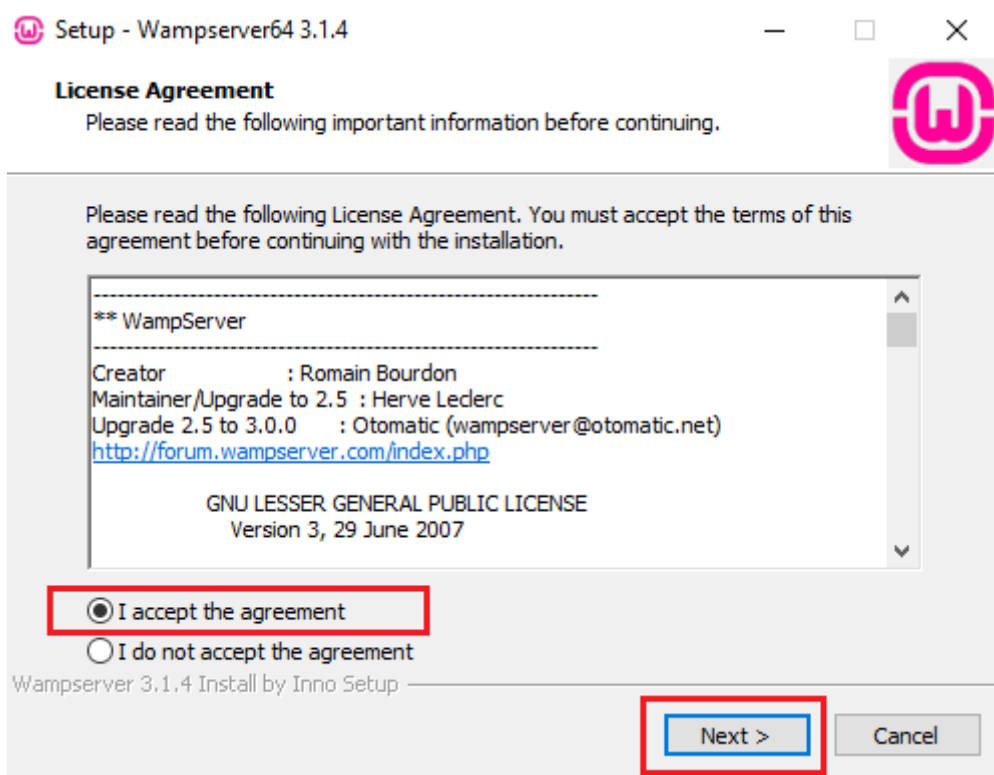 Setup - Wampserver64 3.1.4
License Agreement
Please read the following important information before continuing.
Please read the following License Agreement. You must accept the terms of this
agreement before continuing with the installation.
---------------------------------------------------------------
** WampServer
---------------------------------------------------------------
Creator : Romain Bourdon
Maintainer/Upgrade to 2.5 : Herve Leclerc
Upgrade 2.5 to 3.0.0 : Otomatic (wampserver@otomatic.net)
http://forum.wampserver.com/index.php
GNU LESSER GENERAL PUBLIC LICENSE
Version 3, 29 June 2007
I accept the agreement
I do not accept the agreement
Wampserver 3.1.4 Install by Inno Setup
Next > Cancel